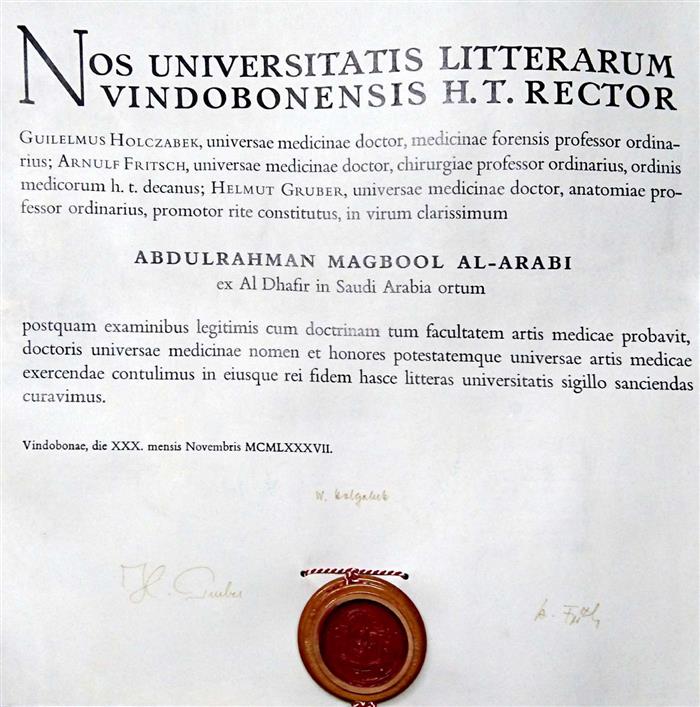 NOS UNIVERSITATIS LITTERARUM
VINDOBONENSIS H. T. RECTOR
GUILELMUS HOLCZABEK, universae medicinae doctor, medicinae forensis professor ordina-
rius; ARNULF FRITSCH, universae medicinae doctor, chirurgiae professor ordinarius, ordinis
medicorum h. t. decanus; HELMUT GRUBER, universae medicinae doctor, anatomiae pro-
fessor ordinarius, promotor rite constitutus, in virum clarissimum
ABDULRAHMAN MAGBOOL AL-ARABI
ex Al Dhafir in Saudi Arabia ortum
postquam examinibus legitimis cum doctrinam tum facultatem artis medicae probavit,
doctoris universae medicinae nomen et honores potestatemque universae artis medicae
exercendae contulimus in eiusque rei fidem hasce litteras universitatis sigillo sanciendas
curavimus.
Vindobonae, die XXX. mensis Novembris MCMLXXXVII.
W. Holczabek
H. Gruber